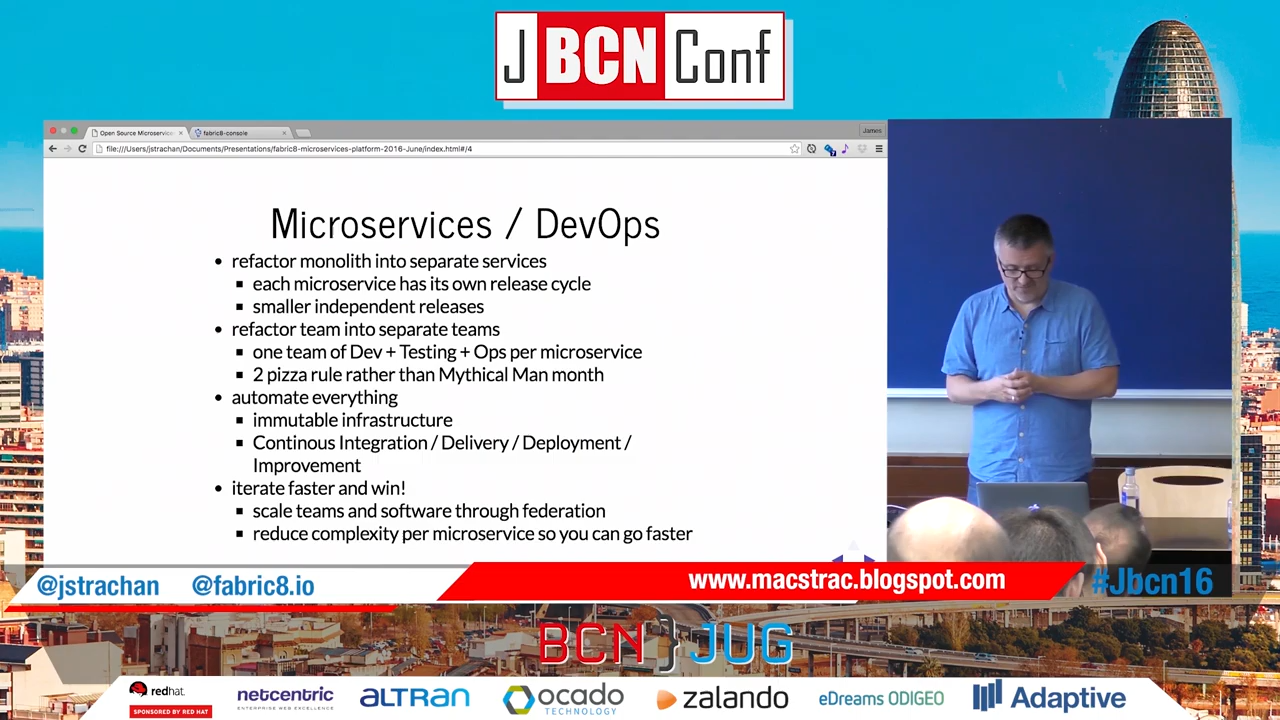 J BCN Conf
Open Source Microservice
fabric8-console
James
file:///Users/jstrachan/Documents/Presentations/fabric8-microservices-platform-2016-June/index.html#/4
Microservices / DevOps
• refactor monolith into separate services
▪ each microservice has its own release cycle
▪ smaller independent releases
• refactor team into separate teams
▪ one team of Dev + Testing + Ops per microservice
▪ 2 pizza rule rather than Mythical Man month
• automate everything
▪ immutable infrastructure
▪ Continous Integration / Delivery / Deployment /
Improvement
• iterate faster and win!
▪ scale teams and software through federation
▪ reduce complexity per microservice so you can go faster
@jstrachan @fabric8.io
www.macstrac.blogspot.com
#Jbcn16
BCN JUG
redhat.
SPONSORED BY RED HAT
netcentric
ENTERPRISE WEB EXCELLENCE
ALTRAN
ocado
TECHNOLOGY
zalando
eDreams ODIGEO
Adaptive